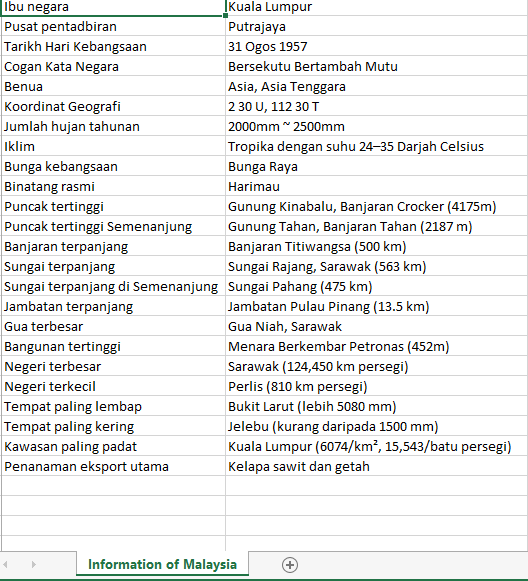 Ibu negara Kuala Lumpur
Pusat pentadbiran Putrajaya
Tarikh Hari Kebangsaan 31 Ogos 1957
Cogan Kata Negara Bersekutu Bertambah Mutu
Benua Asia, Asia Tenggara
Koordinat Geografi 2 30 U, 112 30 T
Jumlah hujan tahunan 2000mm ~ 2500mm
Iklim Tropika dengan suhu 24–35 Darjah Celsius
Bunga kebangsaan Bunga Raya
Binatang rasmi Harimau
Puncak tertinggi Gunung Kinabalu, Banjaran Crocker (4175m)
Puncak tertinggi Semenanjung Gunung Tahan, Banjaran Tahan (2187 m)
Banjaran terpanjang Banjaran Titiwangsa (500 km)
Sungai terpanjang Sungai Rajang, Sarawak (563 km)
Sungai terpanjang di Semenanjung Sungai Pahang (475 km)
Jambatan terpanjang Jambatan Pulau Pinang (13.5 km)
Gua terbesar Gua Niah, Sarawak
Bangunan tertinggi Menara Berkembar Petronas (452m)
Negeri terbesar Sarawak (124,450 km persegi)
Negeri terkecil Perlis (810 km persegi)
Tempat paling lembap Bukit Larut (lebih 5080 mm)
Tempat paling kering Jelebu (kurang daripada 1500 mm)
Kawasan paling padat Kuala Lumpur (6074/km², 15,543/batu persegi)
Penanaman eksport utama Kelapa sawit dan getah
Information of Malaysia